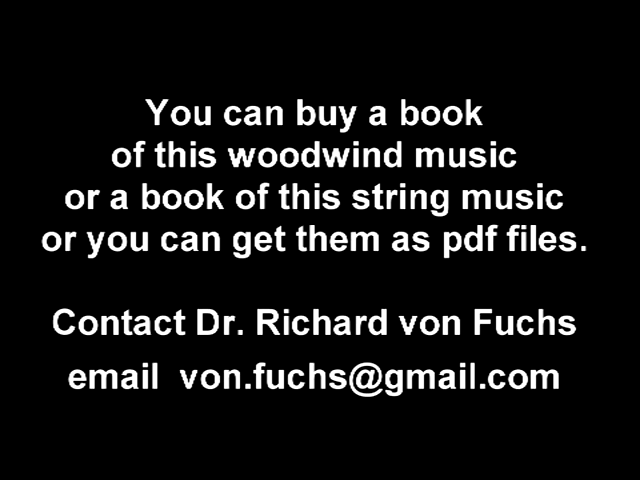 You can buy a book
of this woodwind music
or a book of this string music
or you can get them as pdf files.
Contact Dr. Richard von Fuchs
email  von.fuchs@gmail.com